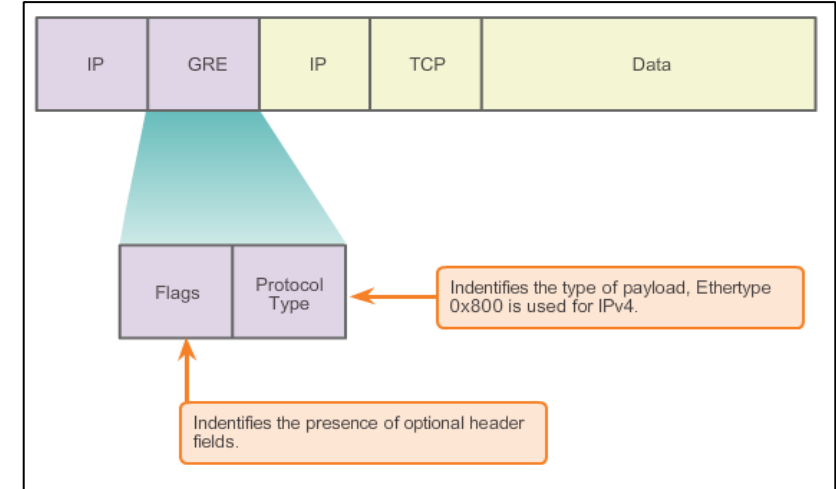 IP
GRE
IP
TCP
Data
Flags
Protocol
Type
Indentifies the type of payload, Ethertype
0x800 is used for IPv4.
Indentifies the presence of optional header
fields.